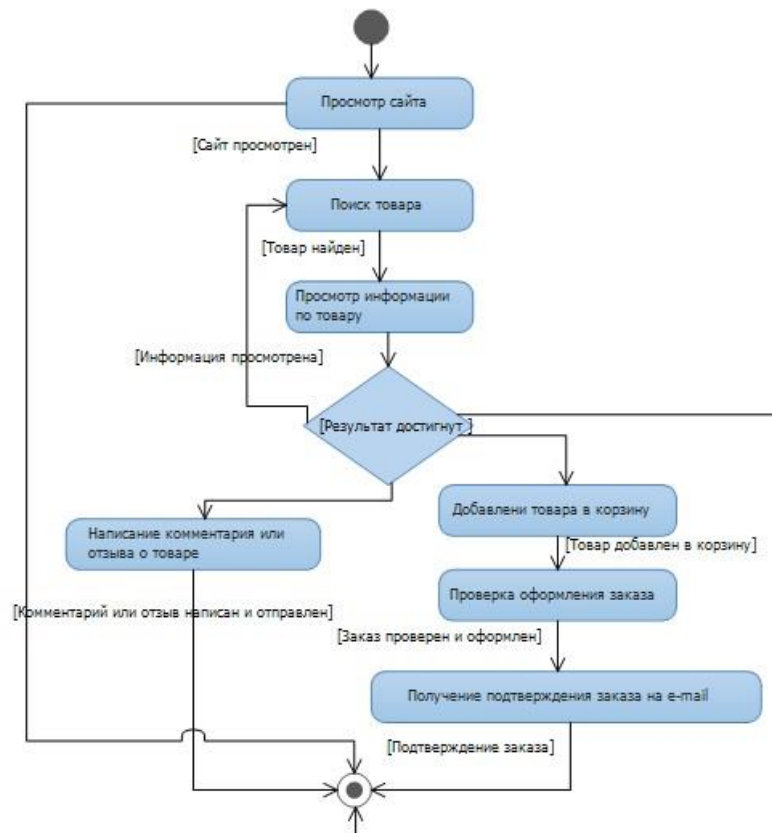 Просмотр сайта
[Сайт просмотрен]
Поиск товара
[Товар найден]
Просмотр информации
по товару
[Информация просмотрена]
[Результат достигнут ]
Добавлени товара в корзину
Написание комментария или
отзыва о товаре
[Товар добавлен в корзину]
Проверка оформления заказа
[Комментарий или отзыв написан и отправлен]
[Заказ проверен и оформлен]
Получение подтверждения заказа на e-mail
[Подтверждение заказа]